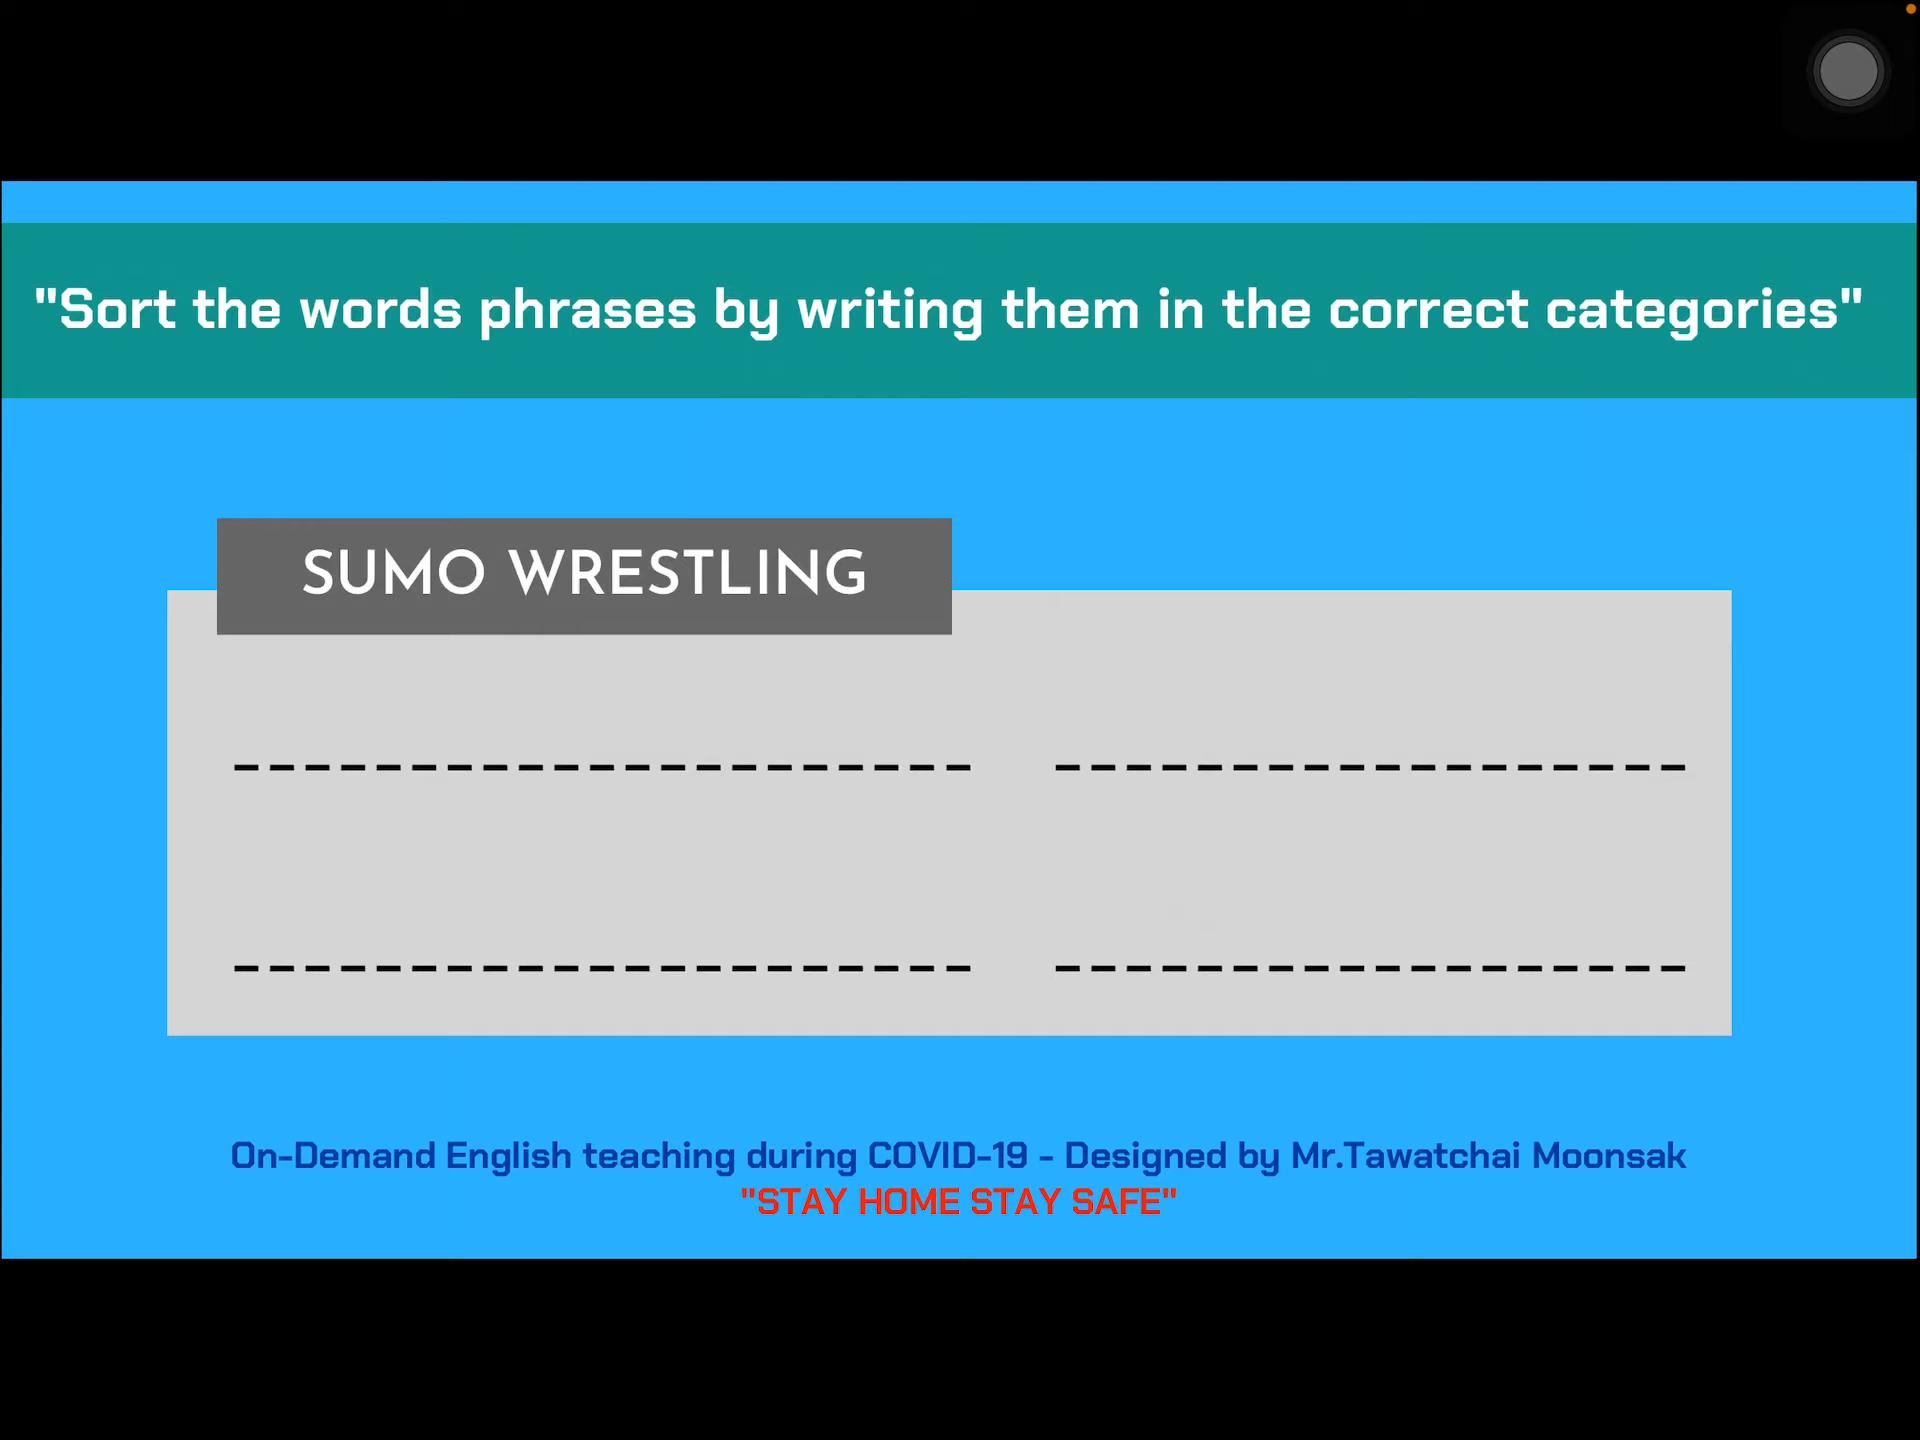 "Sort the words phrases by writing them in the correct categories"
SUMO WRESTLING
On-Demand English teaching during COVID-19 - Designed by Mr.Tawatchai Moonsak
"STAY HOME STAY SAFE"